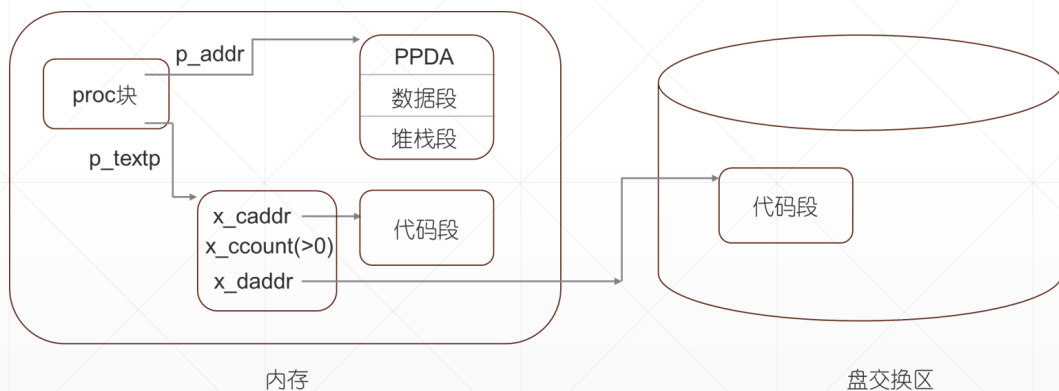 p_addr
proc块
p_textp
PPDA
数据段
堆栈段
x_caddr
x_ccount(>0)
x_daddr
代码段
代码段
内存
盘交换区